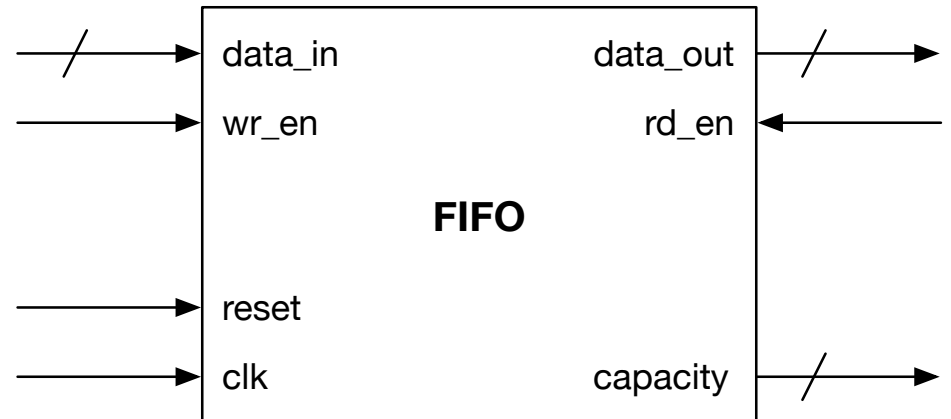 data_in data_out
wr_en rd_en
FIFO
reset
clk capacity